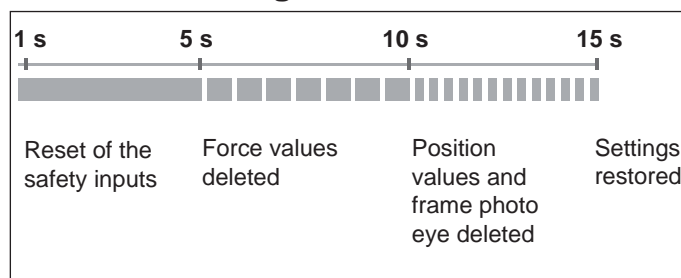 1 s 5 s 10 s 15 s
Reset of the
safety inputs
Force values
deleted
Position
values and
frame photo
eye deleted
Settings
restored